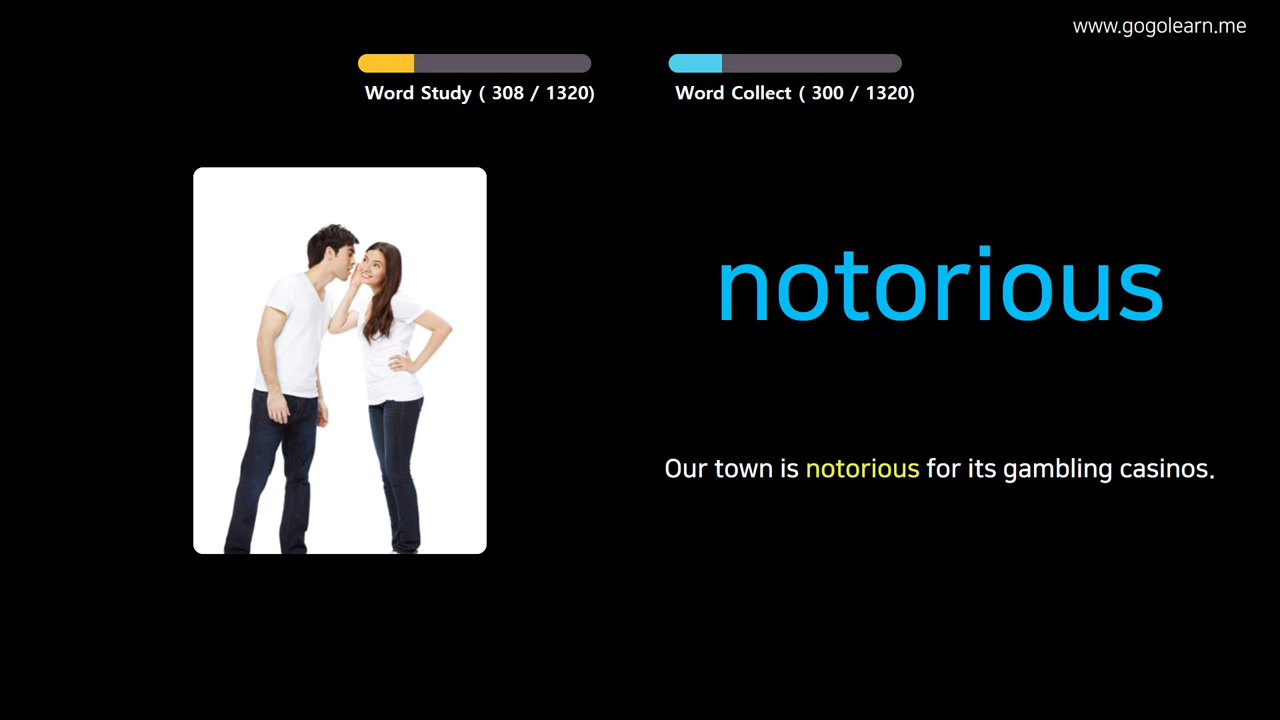 www.gogolearn.me
Word Study ( 308 / 1320)
Word Collect ( 300 / 1320)
notorious
Our town is notorious for its gambling casinos.